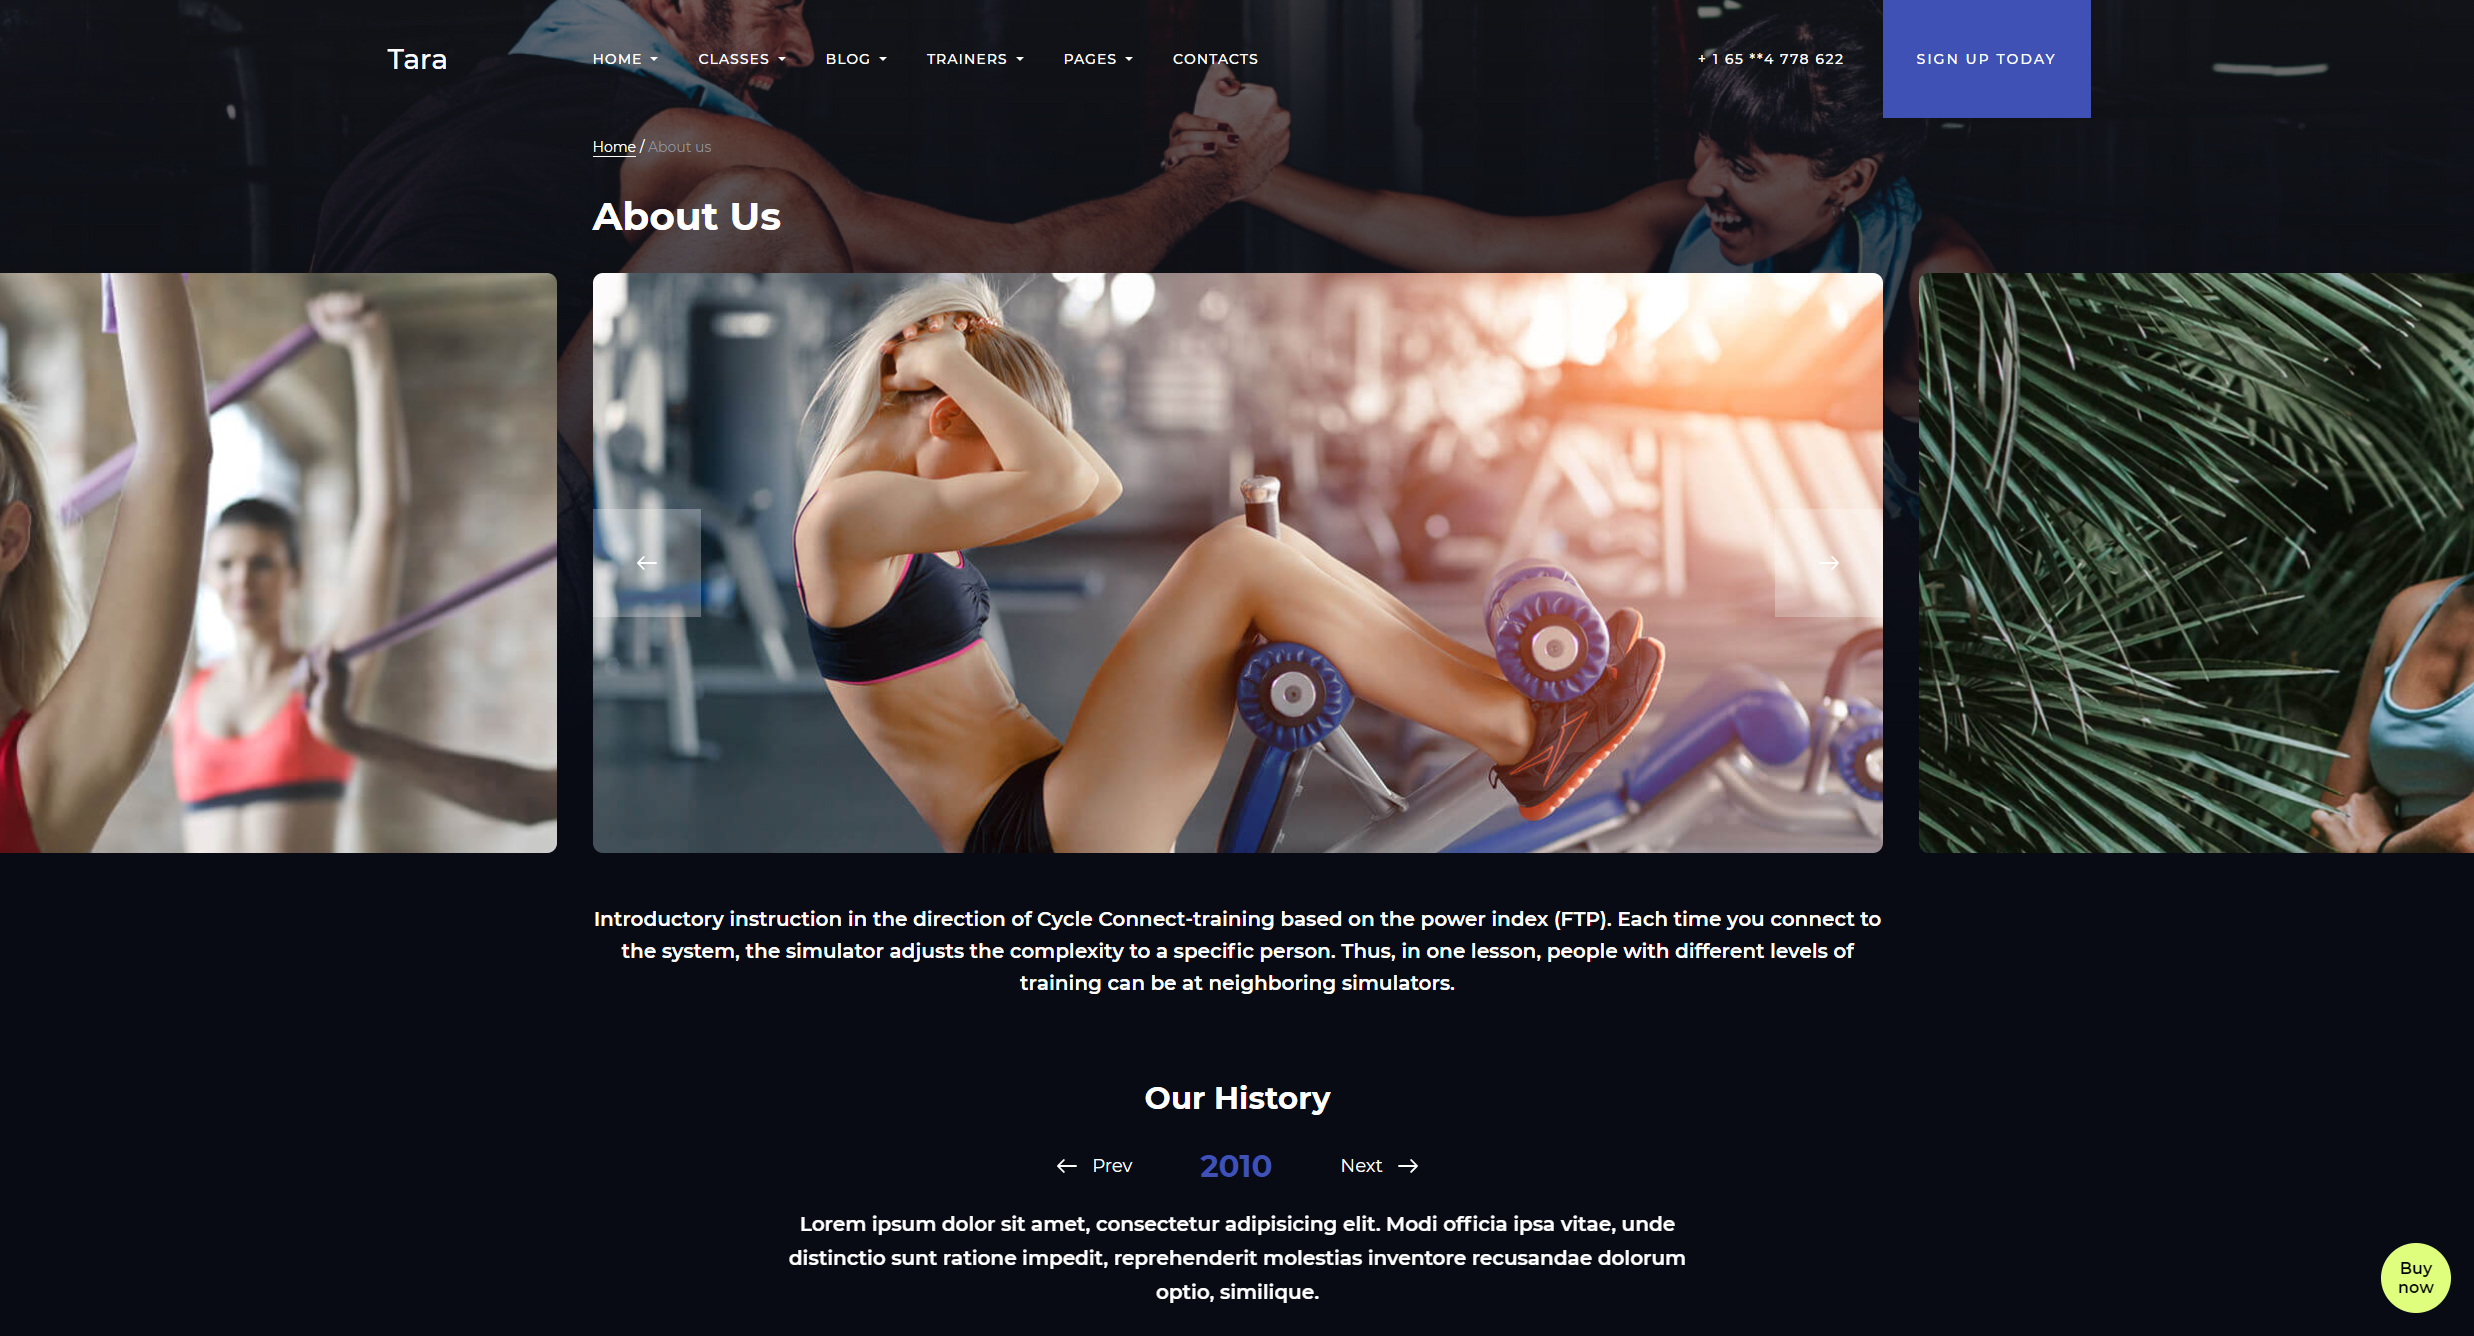 Tara
HOME
CLASSES
BLOG
TRAINERS
PAGES
CONTACTS
+ 1 65 **4 778 622
SIGN UP TODAY
Home / About us
About Us
Introductory instruction in the direction of Cycle Connect-training based on the power index (FTP). Each time you connect to
the system, the simulator adjusts the complexity to a specific person. Thus, in one lesson, people with different levels of
training can be at neighboring simulators.
Our History
Prev
2010
Next
Lorem ipsum dolor sit amet, consectetur adipisicing elit. Modi officia ipsa vitae, unde
distinctio sunt ratione impedit, reprehenderit molestias inventore recusandae dolorum
optio, similique.
Buy
now